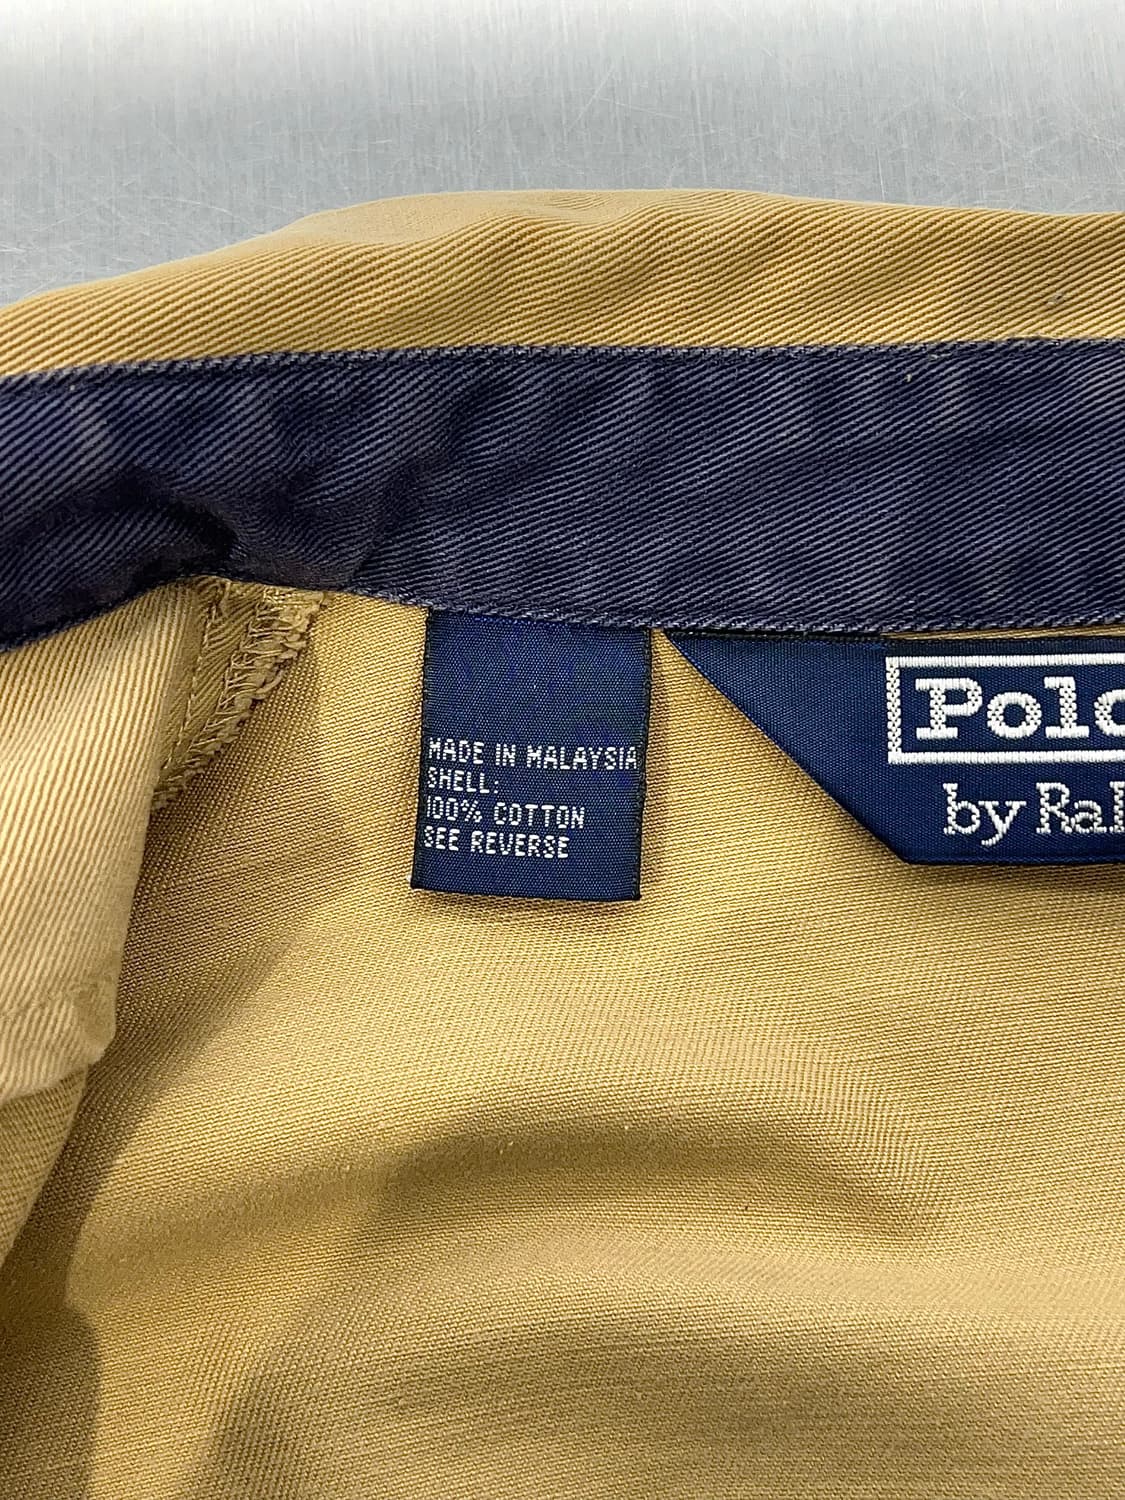 MADE IN MALAYSIA
SHELL:
100% COTTON
SEE REVERSE
Polo
by Ral